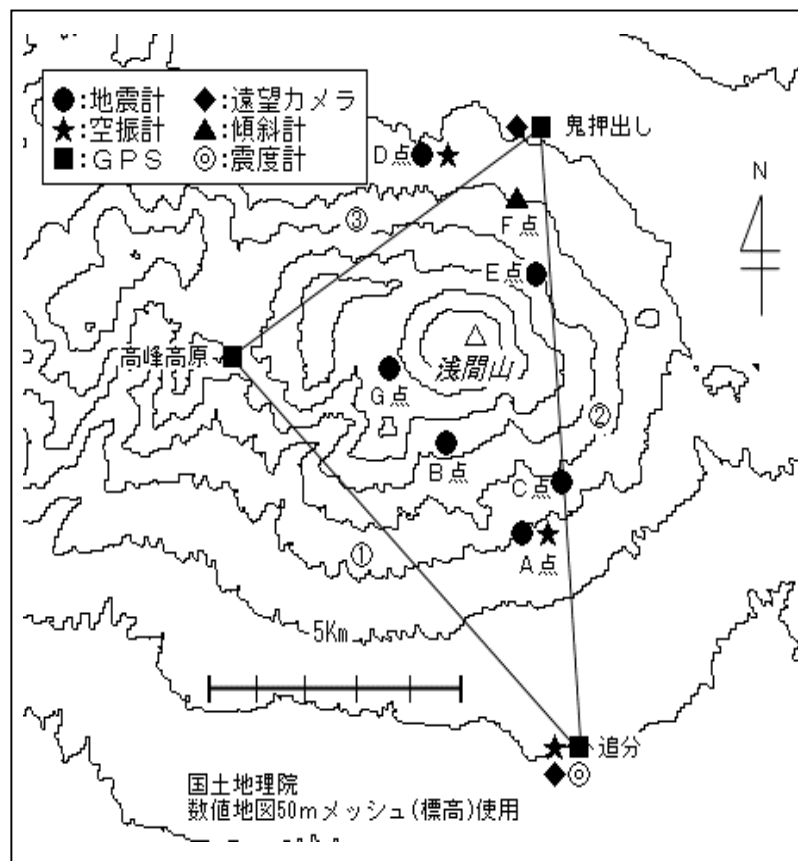 ●:地震計 ◆:遠望カメラ
★:空振計 ▲:傾斜計
■:GPS ◎:震度計
鬼押出し
D点
N
F点
③
E点
高峰高原
浅間山
G点
②
B点
C点
A点
①
5Km
追分
国土地理院
数値地図50mメッシュ(標高)使用